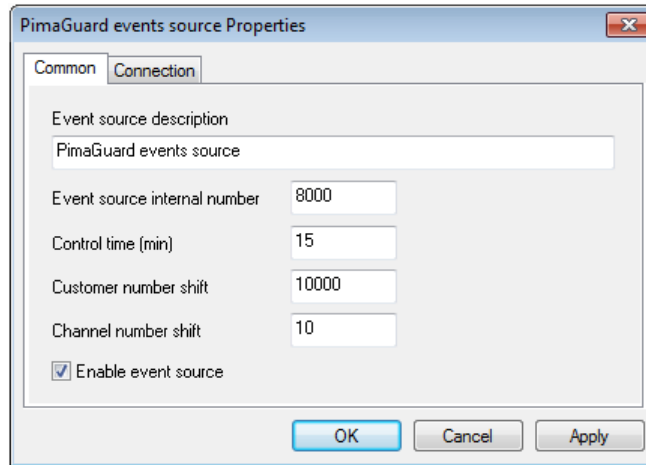 PimaGuard events source Properties
Common Connection
Event source description
PimaGuard events source
Event source internal number 8000
Control time (min) 15
Customer number shift 10000
Channel number shift 10
Enable event source
OK Cancel Apply